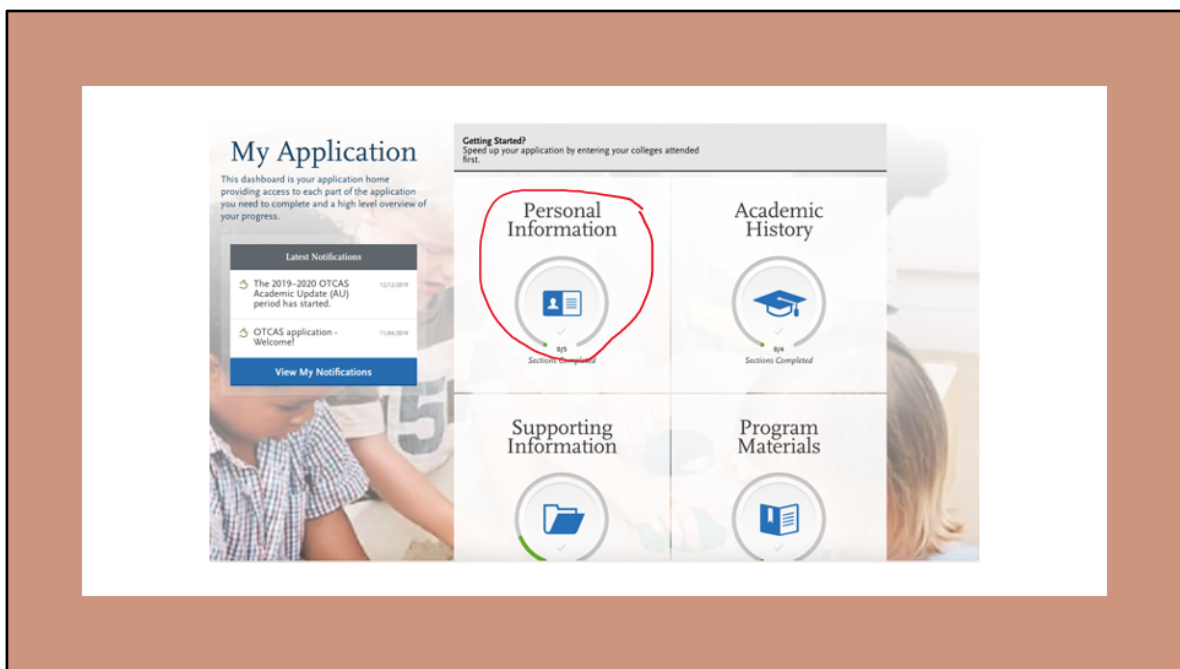 My Application
This dashboard is your application home
providing access to each part of the application
you need to complete and a high level overview of
your progress.
Latest Notifications
The 2019–2020 OTCAS
Academic Update (AU)
period has started.
12/12/2019
OTCAS application -
Welcome!
11/04/2019
View My Notifications
Getting Started?
Speed up your application by entering your colleges attended
first.
Personal
Information
0/5
Sections Completed
Academic
History
0/4
Sections Completed
Supporting
Information
Program
Materials